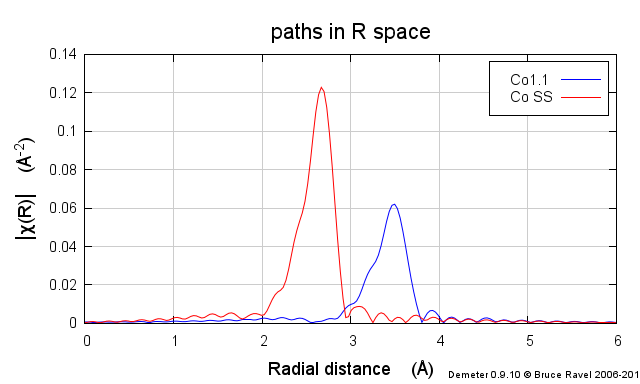 paths in R space
0.14
0.12
0.1
0.08
0.06
0.04
0.02
0
|χ(R)| (Å-2)
Co1.1
Co SS
0 1 2 3 4 5 6
Radial distance (Å)
Demeter 0.9.10 © Bruce Ravel 2006-201